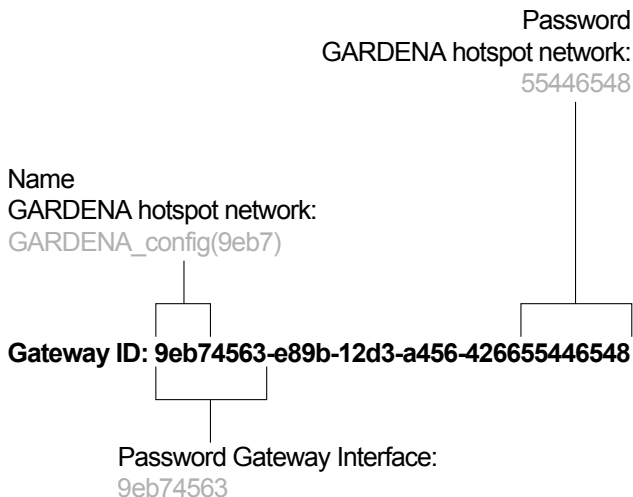 Password
GARDENA hotspot network:
55446548
Name
GARDENA hotspot network:
GARDENA_config(9eb7)
Gateway ID: 9eb74563-e89b-12d3-a456-426655446548
Password Gateway Interface:
9eb74563